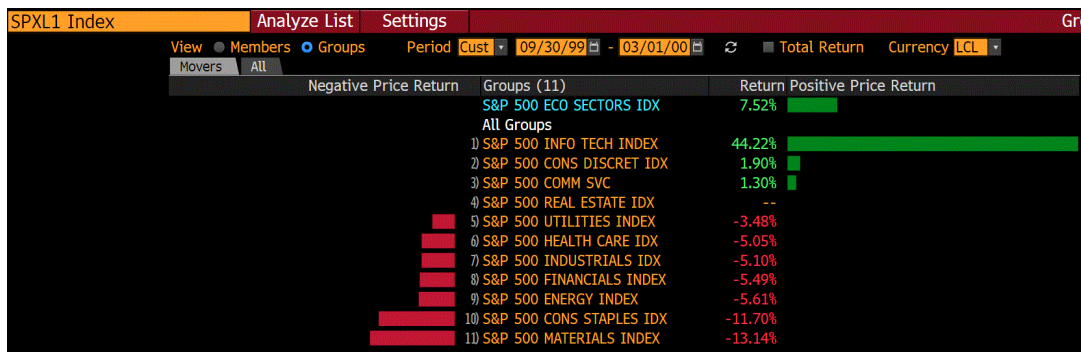 SPXL1 Index Analyze List Settings Gr
View Members Groups Period Cust 09/30/99 - 03/01/00 Total Return Currency LCL
Movers All
Negative Price Return Groups (11) Return Positive Price Return
S&P 500 ECO SECTORS IDX 7.52%
All Groups
1) S&P 500 INFO TECH INDEX 44.22%
2) S&P 500 CONS DISCRET IDX 1.90%
3) S&P 500 COMM SVC 1.30%
4) S&P 500 REAL ESTATE IDX --
5) S&P 500 UTILITIES INDEX -3.48%
6) S&P 500 HEALTH CARE IDX -5.05%
7) S&P 500 INDUSTRIALS IDX -5.10%
8) S&P 500 FINANCIALS INDEX -5.49%
9) S&P 500 ENERGY INDEX -5.61%
10) S&P 500 CONS STAPLES IDX -11.70%
11) S&P 500 MATERIALS INDEX -13.14%